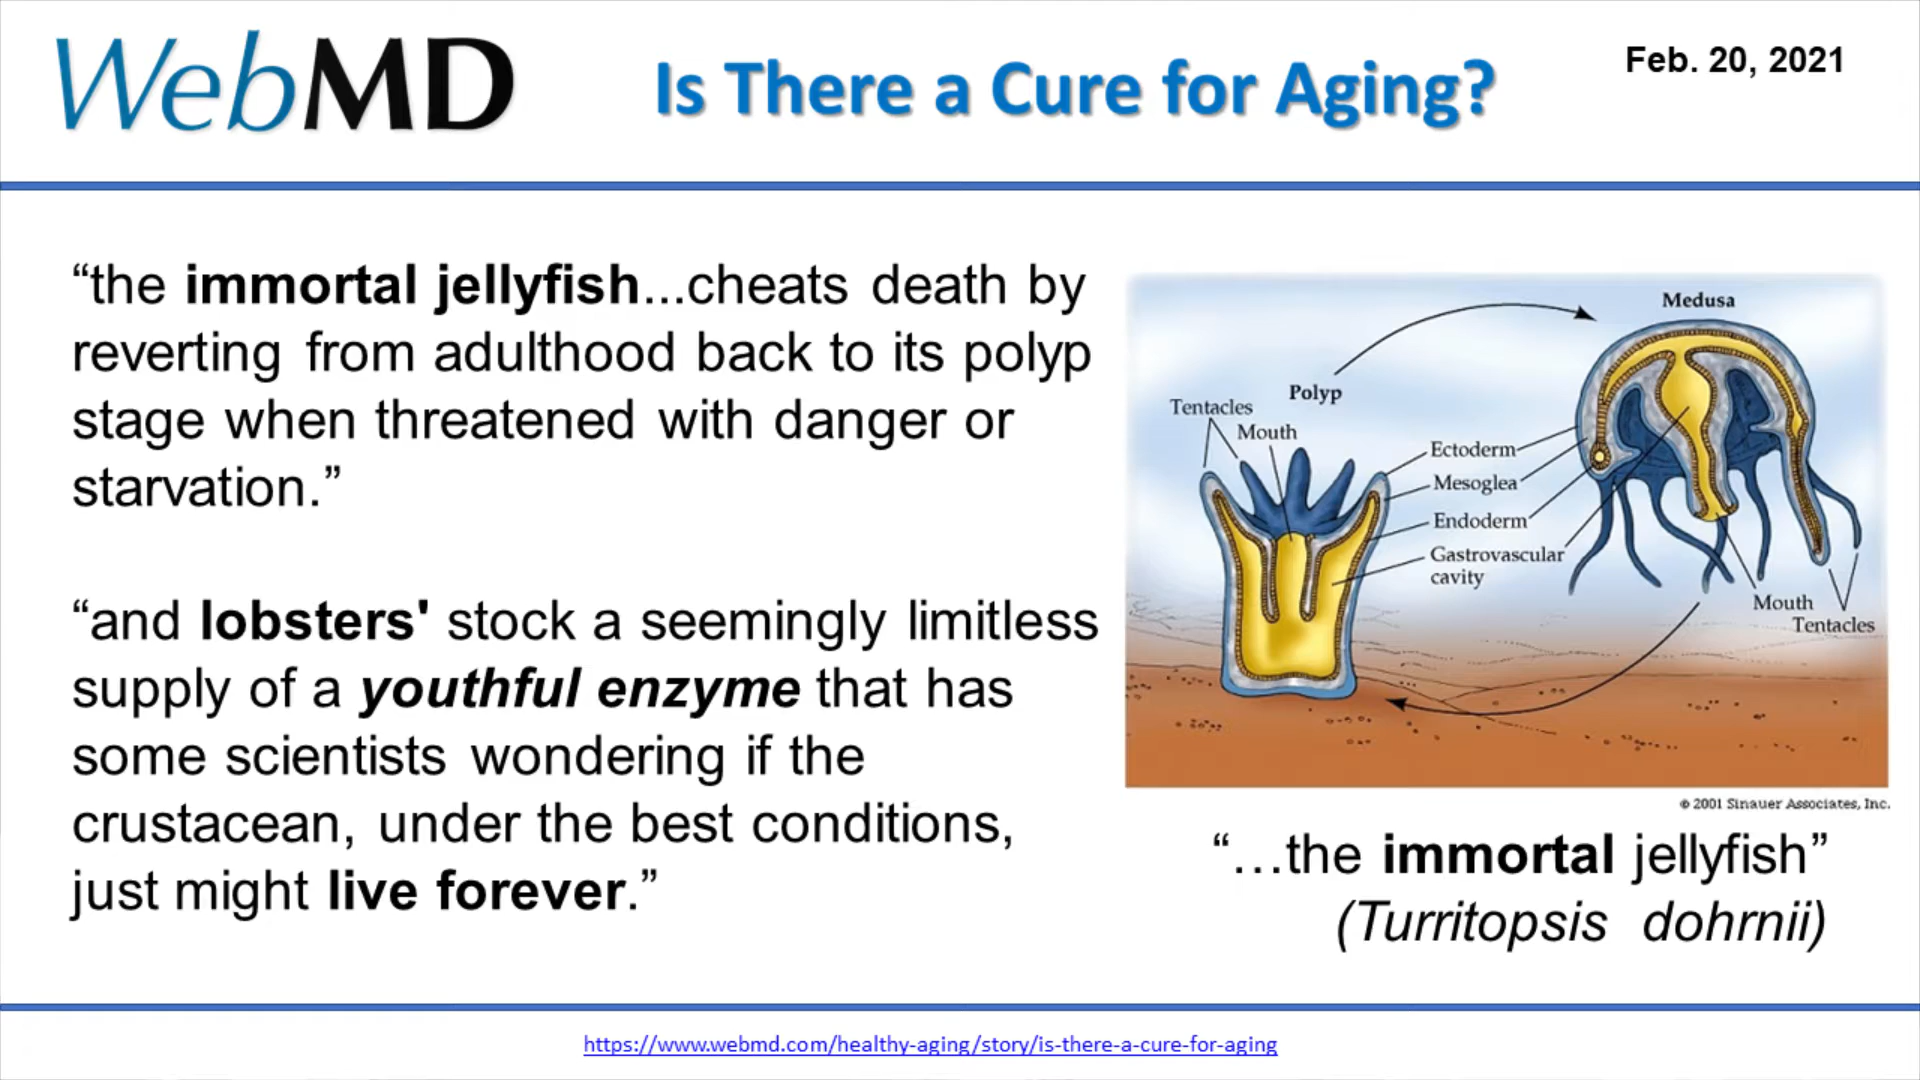 WebMD
Is There a Cure for Aging?
Feb. 20, 2021
“the immortal jellyfish...cheats death by
reverting from adulthood back to its polyp
stage when threatened with danger or
starvation.”
“and lobsters' stock a seemingly limitless
supply of a youthful enzyme that has
some scientists wondering if the
crustacean, under the best conditions,
just might live forever.”
Medusa
Polyp
Tentacles
Mouth
Ectoderm
Mesoglea
Endoderm
Gastrovascular
cavity
Mouth
Tentacles
© 2001 Sinauer Associates, Inc.
“…the immortal jellyfish”
(Turritopsis dohrnii)
https://www.webmd.com/healthy-aging/story/is-there-a-cure-for-aging